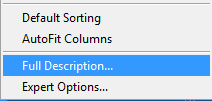 Default Sorting
AutoFit Columns
Full Description...
Expert Options...